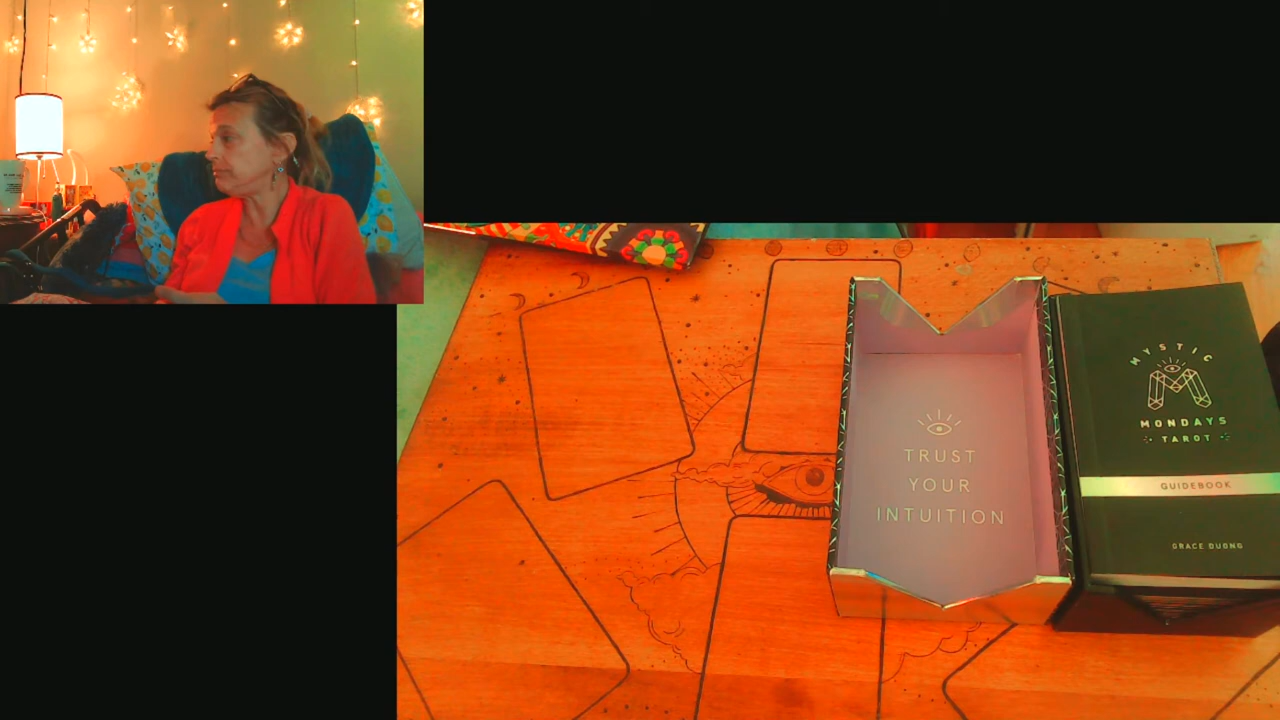 TRUST
YOUR
INTUITION
MYSTIC
M
MONDAYS
TAROT
GUIDEBOOK
GRACE DUONG